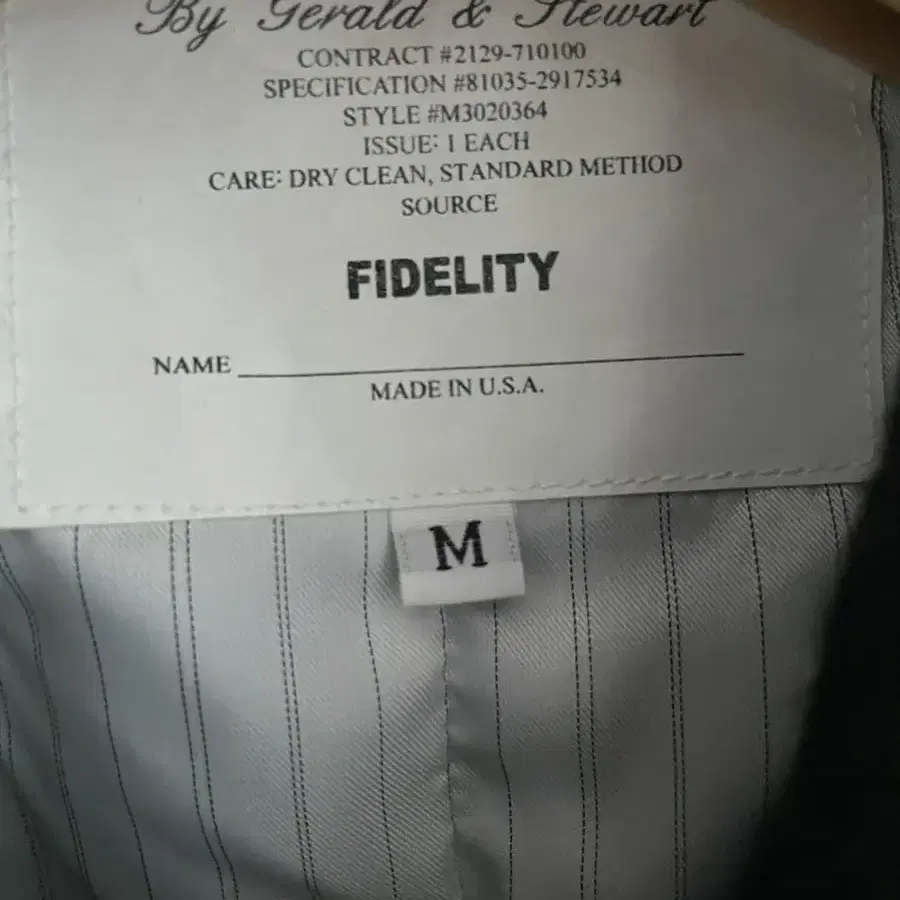 By Gerald & Stewart
CONTRACT #2129-710100
SPECIFICATION #81035-2917534
STYLE #M3020364
ISSUE: 1 EACH
CARE: DRY CLEAN, STANDARD METHOD
SOURCE
FIDELITY
NAME
MADE IN U.S.A.
M